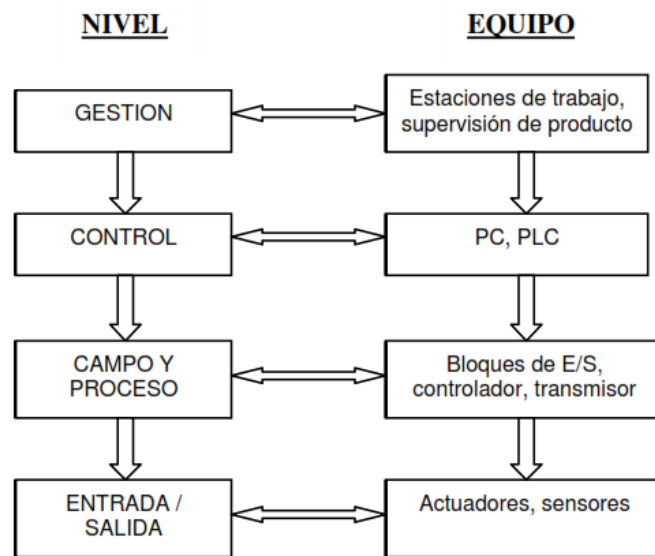 NIVEL
EQUIPO
GESTION
Estaciones de trabajo,
supervisión de producto
CONTROL
PC, PLC
CAMPO Y
PROCESO
Bloques de E/S,
controlador, transmisor
ENTRADA /
SALIDA
Actuadores, sensores